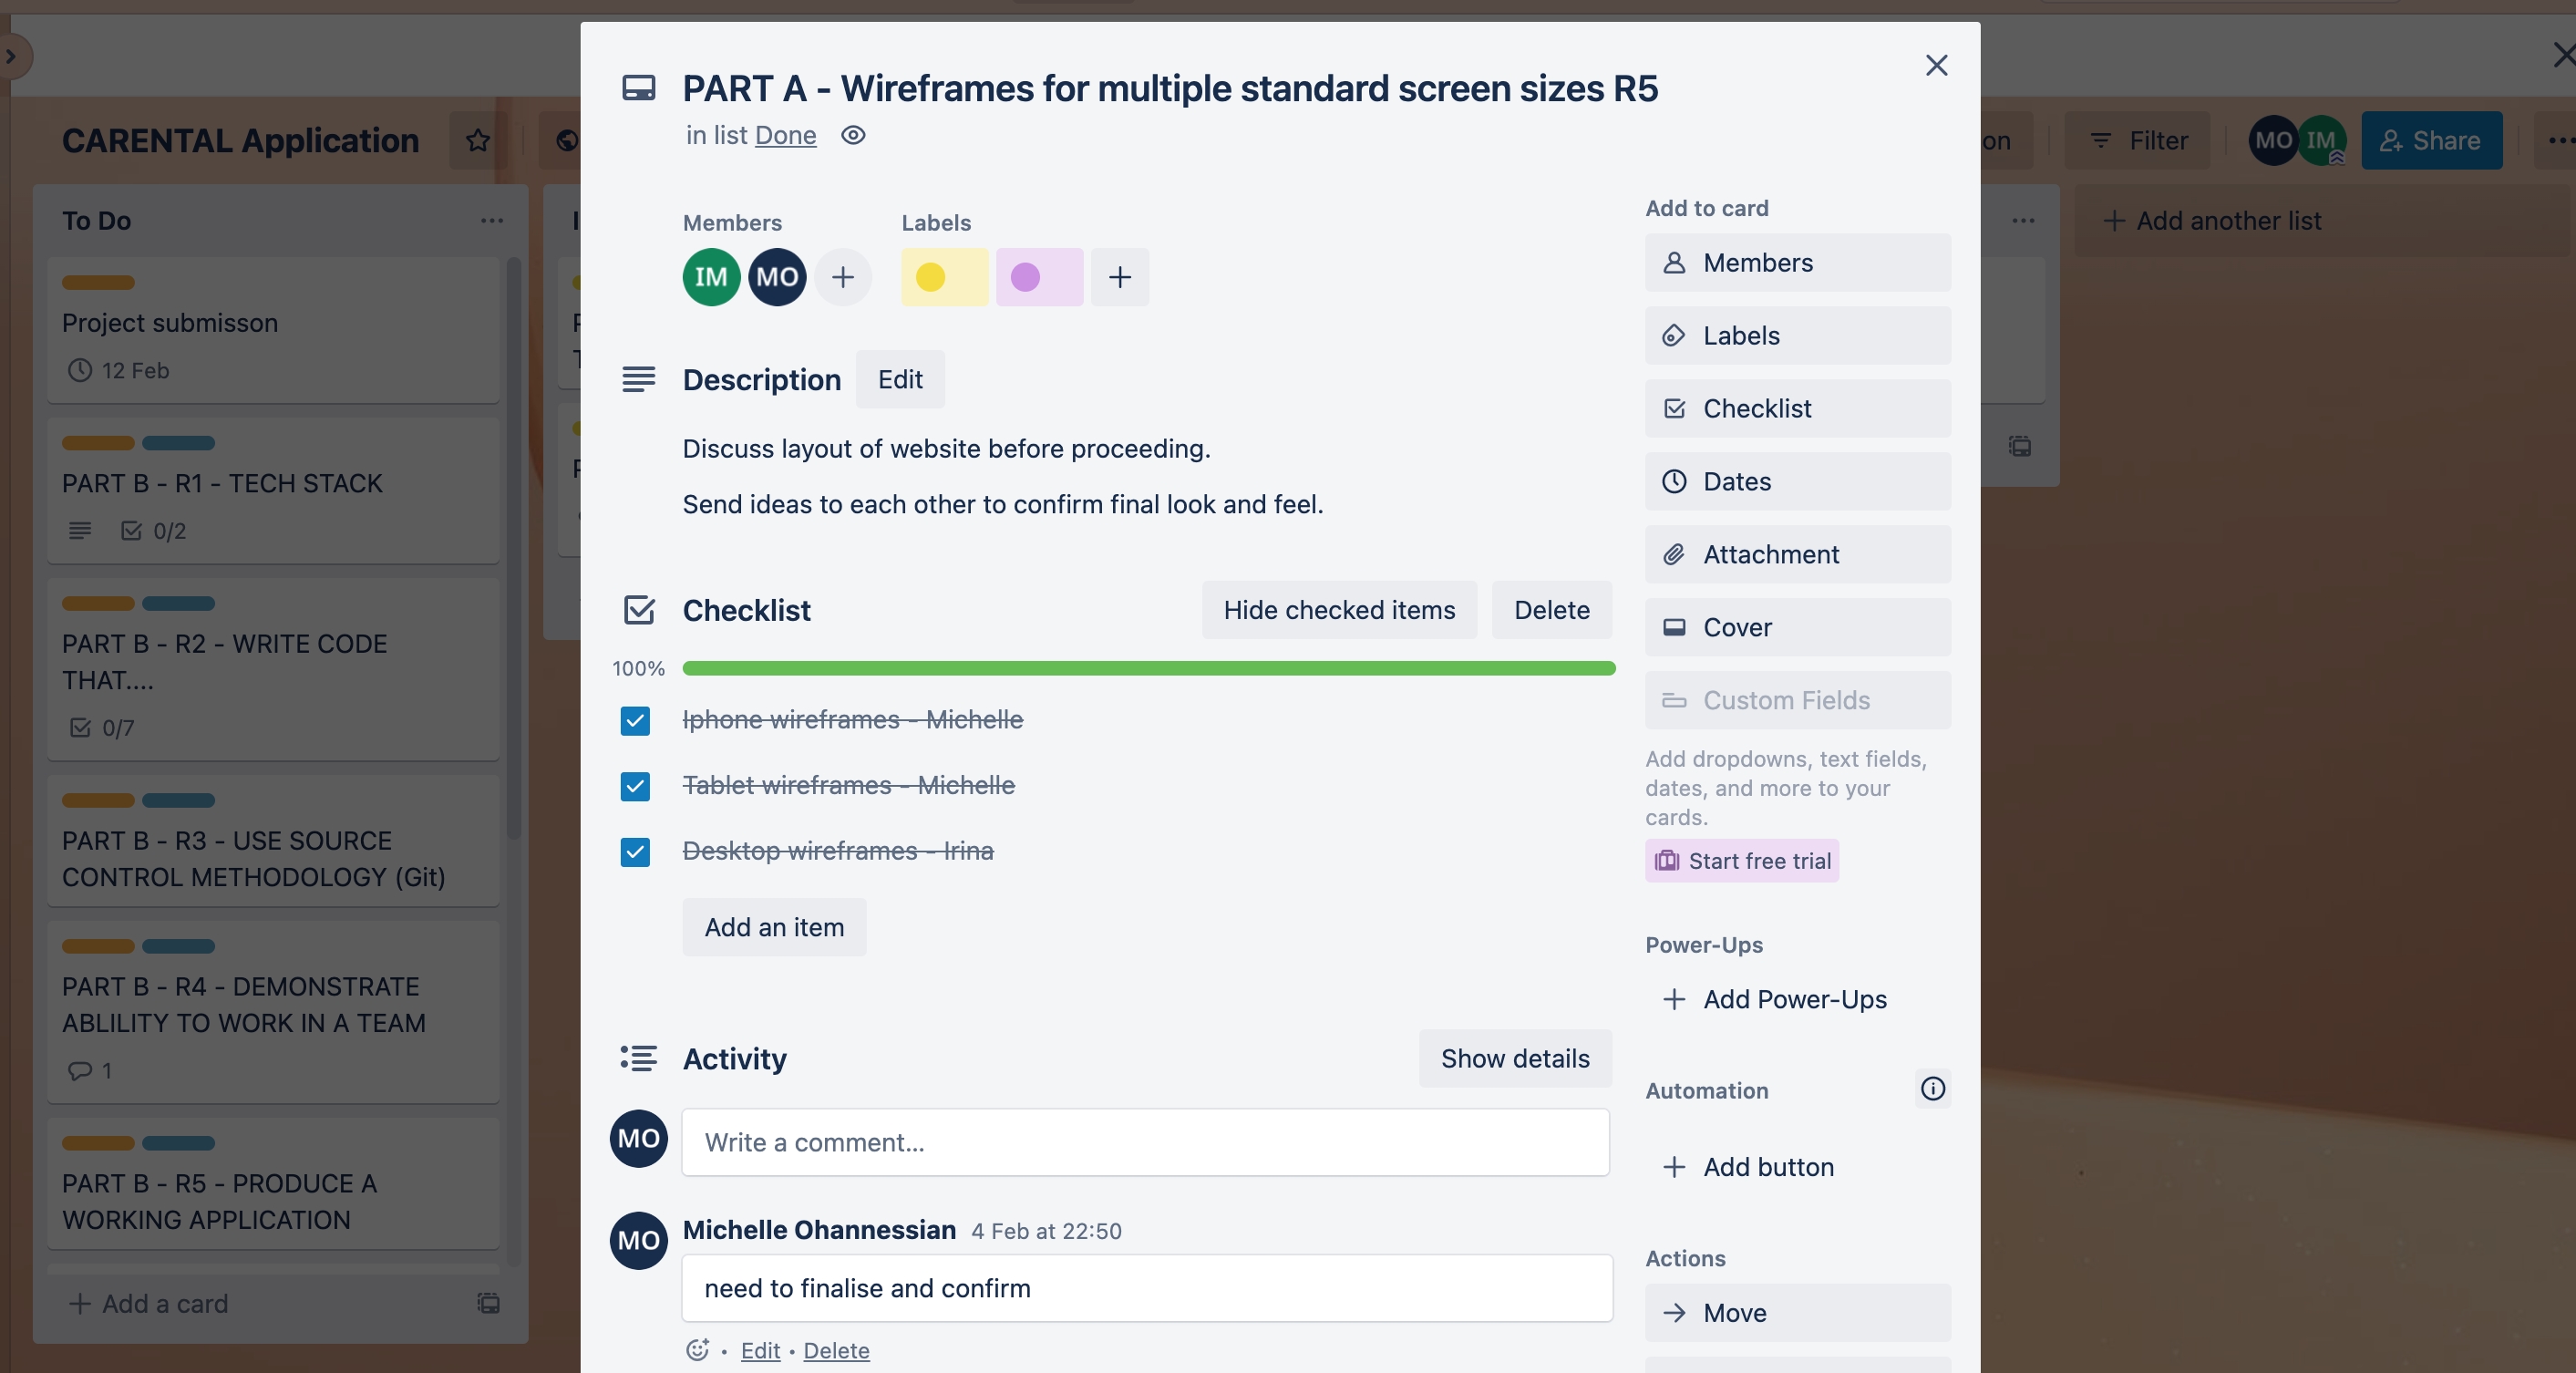 CARENTAL Application
To Do
Project submisson
12 Feb
PART B - R1 - TECH STACK
0/2
PART B - R2 - WRITE CODE
THAT....
0/7
PART B - R3 - USE SOURCE
CONTROL METHODOLOGY (Git)
PART B - R4 - DEMONSTRATE
ABLILITY TO WORK IN A TEAM
1
PART B - R5 - PRODUCE A
WORKING APPLICATION
+ Add a card
PART A - Wireframes for multiple standard screen sizes R5
in list Done
Members
Labels
IM MO
Description
Edit
Discuss layout of website before proceeding.
Send ideas to each other to confirm final look and feel.
Checklist
Hide checked items
Delete
100%
Iphone wireframes - Michelle
Tablet wireframes - Michelle
Desktop wireframes - Irina
Add an item
Activity
Show details
MO
Write a comment...
MO
Michelle Ohannessian 4 Feb at 22:50
need to finalise and confirm
• Edit • Delete
Add to card
Members
Labels
Checklist
Dates
Attachment
Cover
Custom Fields
Add dropdowns, text fields,
dates, and more to your
cards.
Start free trial
Power-Ups
+ Add Power-Ups
Automation
+ Add button
Actions
Move
Filter
MO IM
Share
+ Add another list